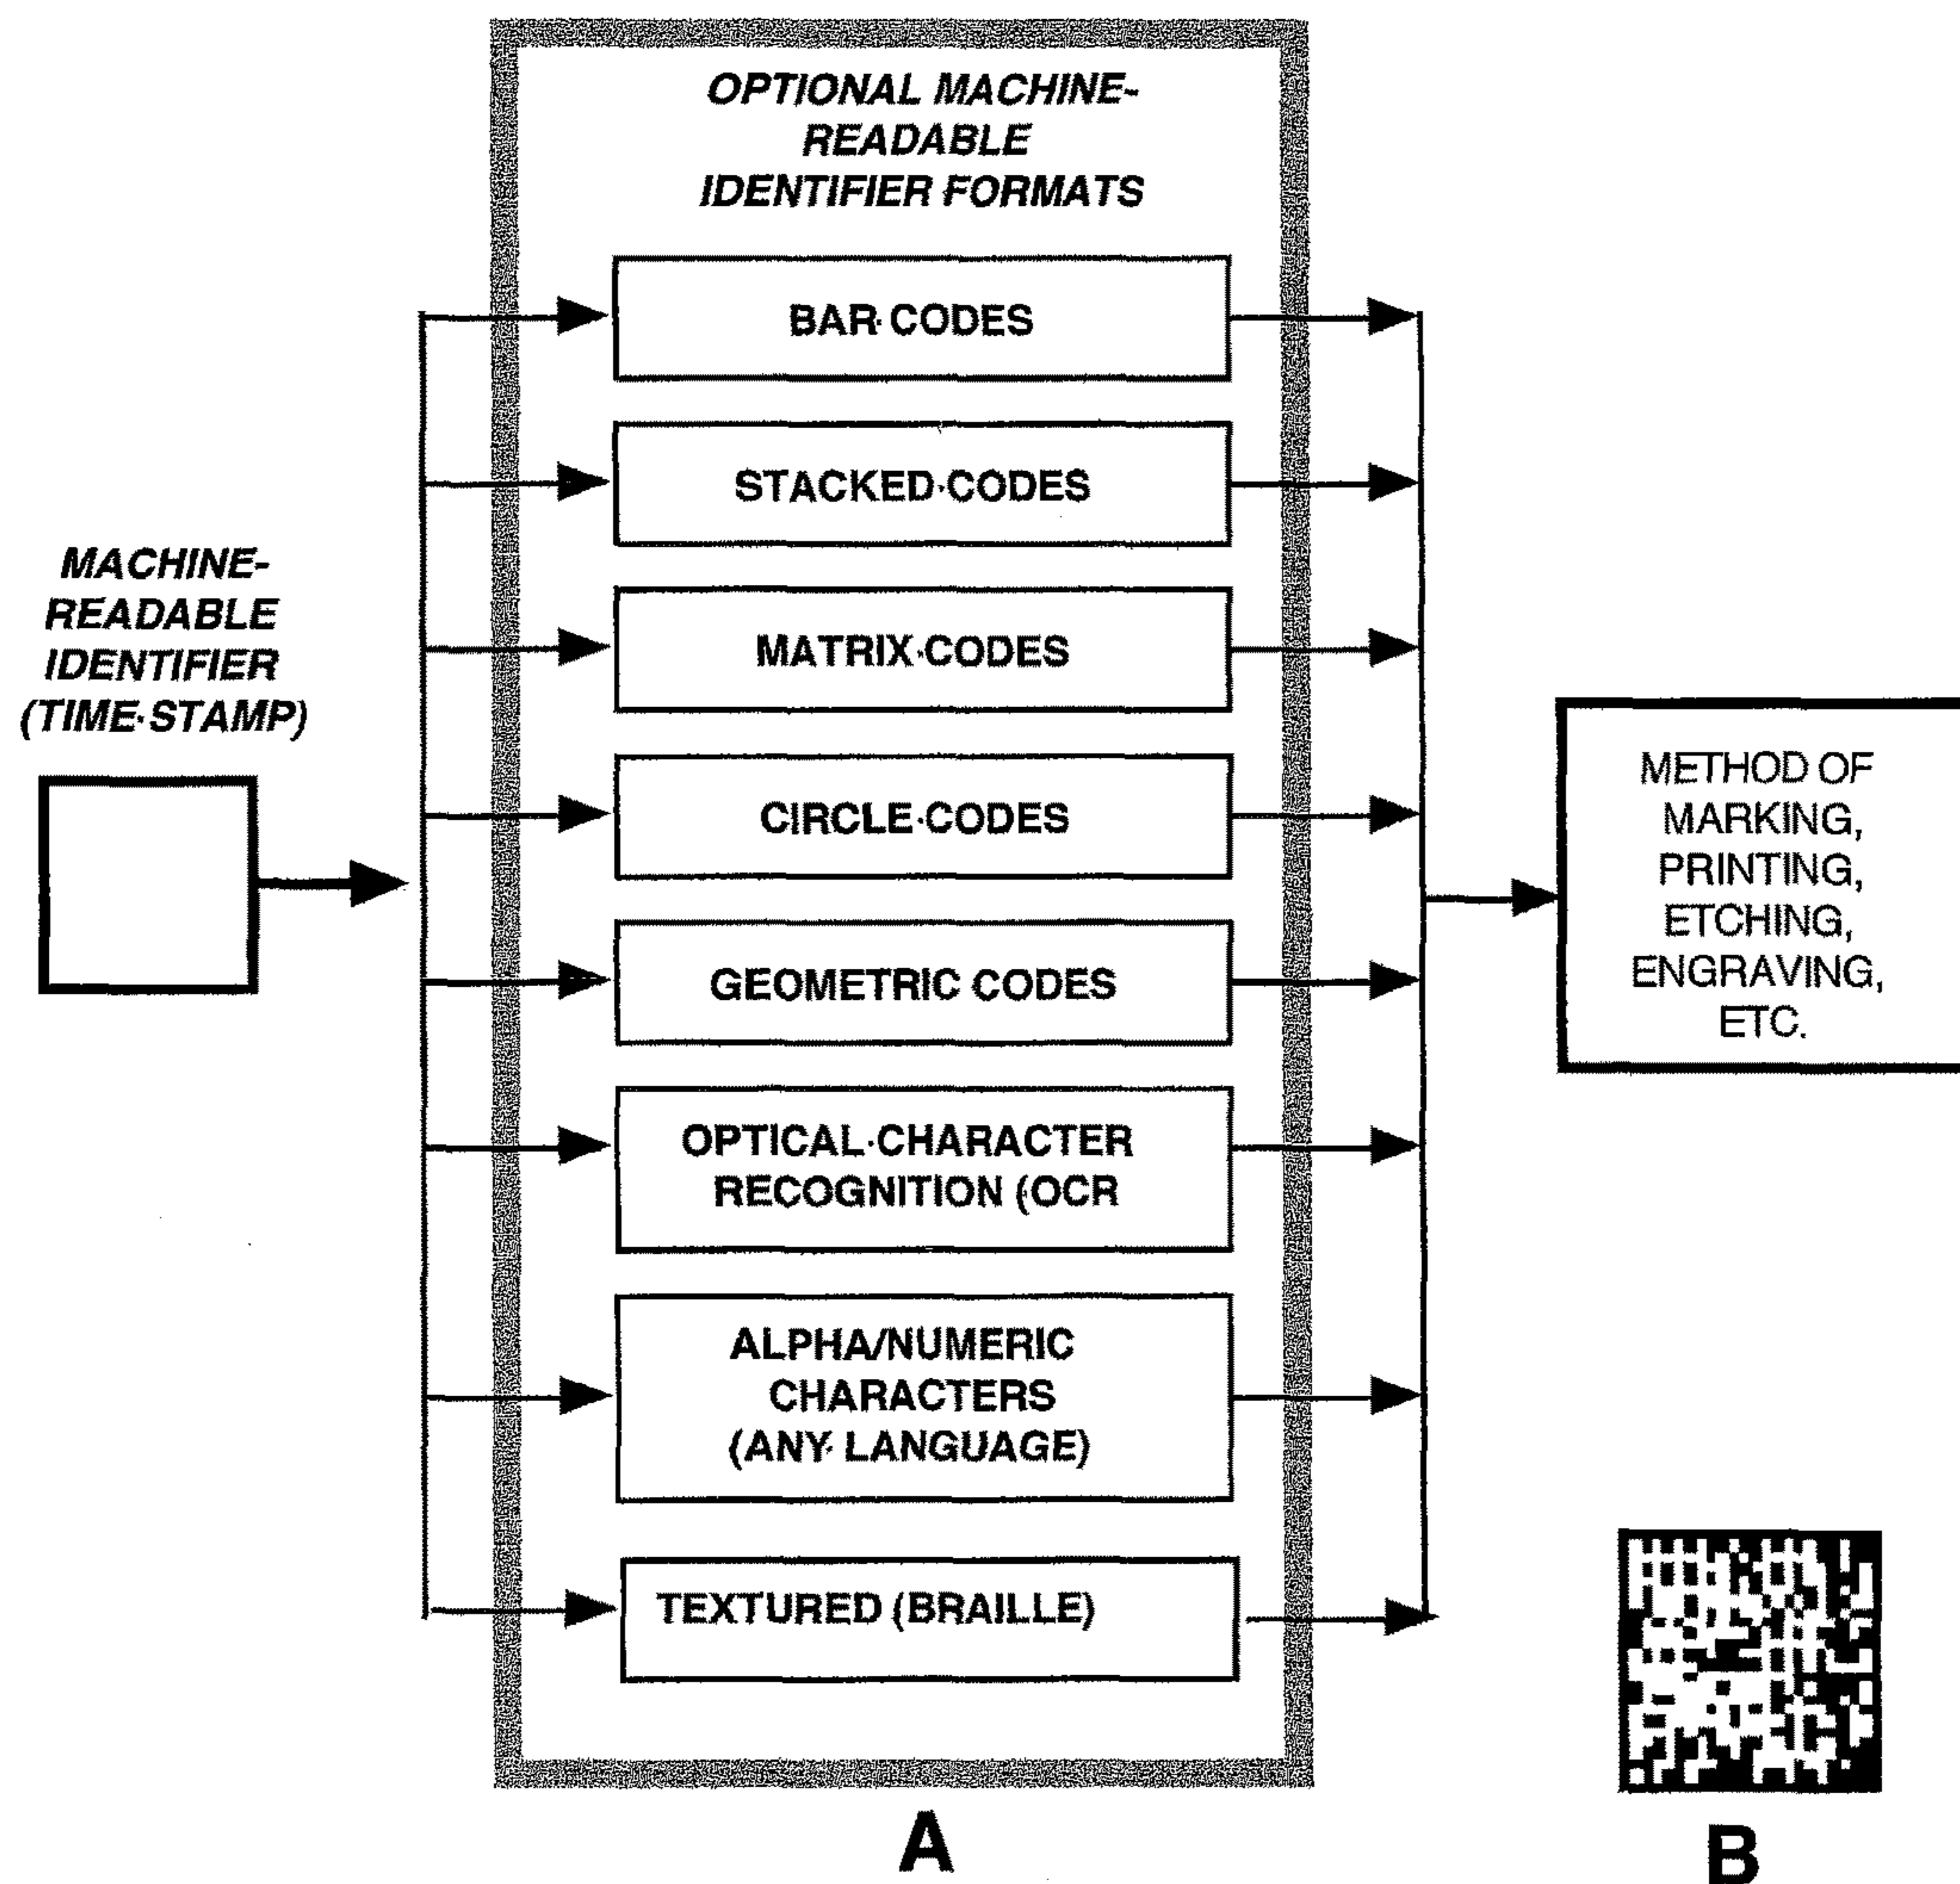 OPTIONAL MACHINE-
READABLE
IDENTIFIER FORMATS
BAR CODES
STACKED CODES
MATRIX CODES
CIRCLE CODES
GEOMETRIC CODES
OPTICAL CHARACTER
RECOGNITION (OCR
ALPHA/NUMERIC
CHARACTERS
(ANY LANGUAGE)
TEXTURED (BRAILLE)
MACHINE-
READABLE
IDENTIFIER
(TIME STAMP)
METHOD OF
MARKING,
PRINTING,
ETCHING,
ENGRAVING,
ETC.
A
B